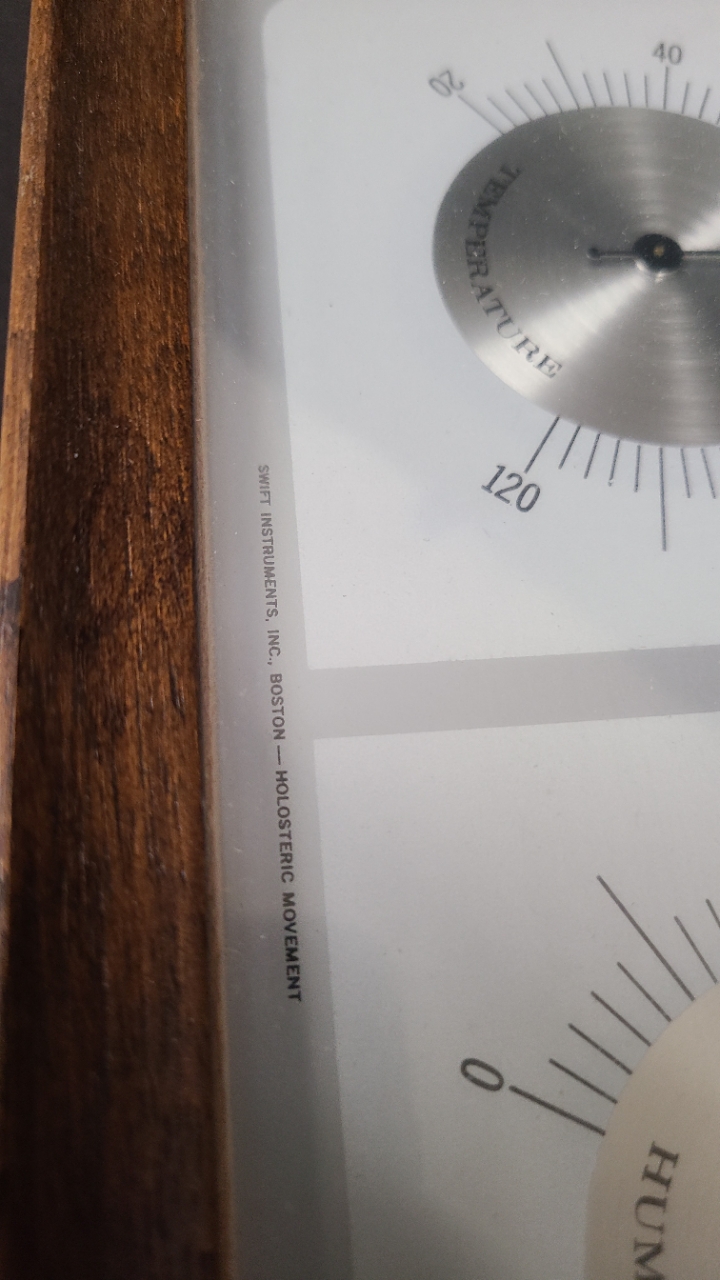 20
40
TEMPERATURE
120
SWIFT INSTRUMENTS, INC., BOSTON — HOLOSTERIC MOVEMENT
0
HUM